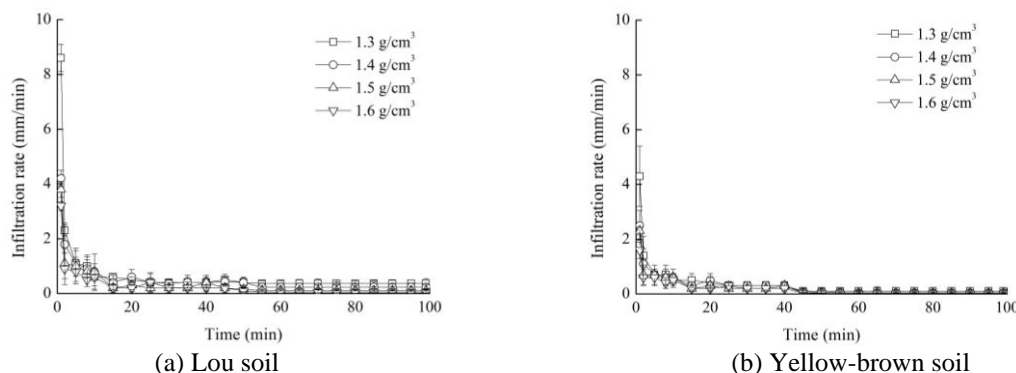 10
8
6
4
2
0
Infiltration rate (mm/min)
1.3 g/cm³
1.4 g/cm³
1.5 g/cm³
1.6 g/cm³
0 20 40 60 80 100
Time (min)
(a) Lou soil
10
8
6
4
2
0
Infiltration rate (mm/min)
1.3 g/cm³
1.4 g/cm³
1.5 g/cm³
1.6 g/cm³
0 20 40 60 80 100
Time (min)
(b) Yellow-brown soil